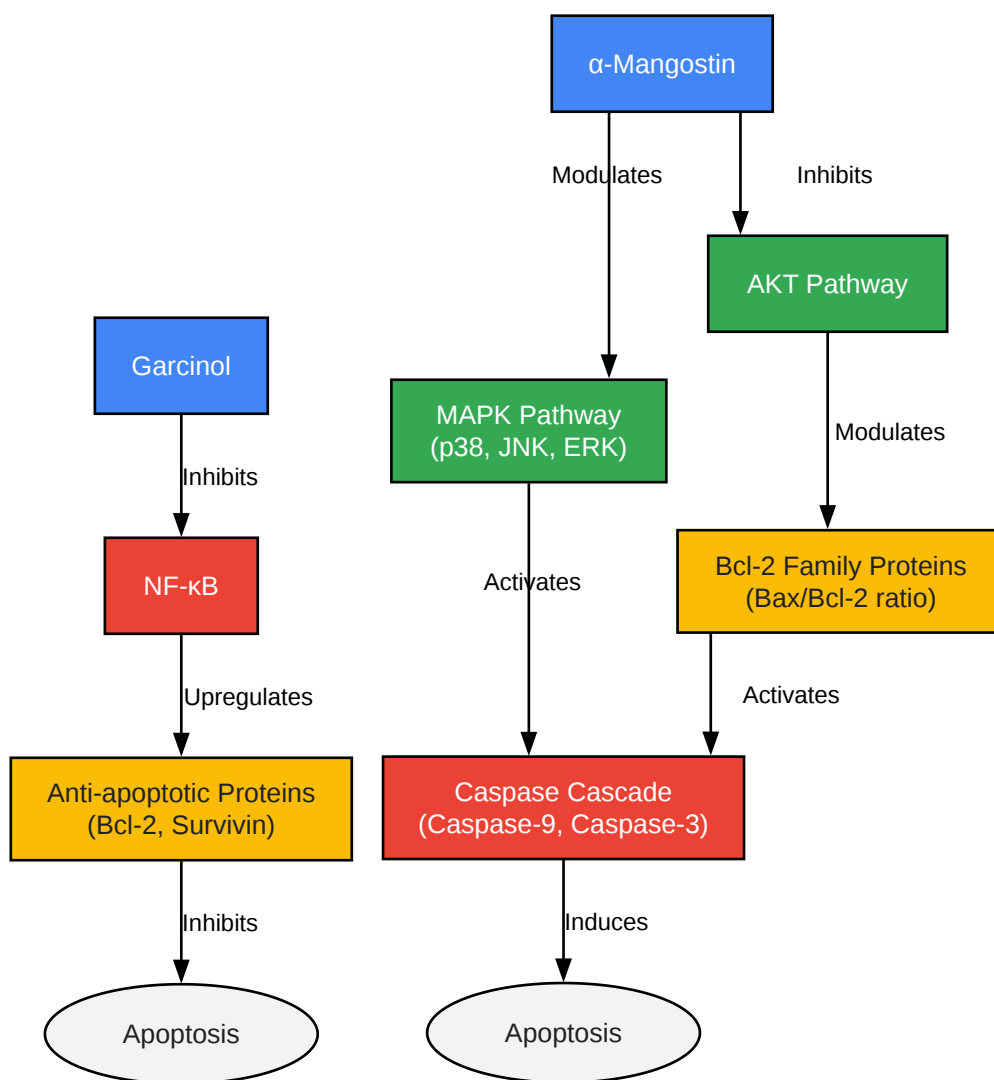 α-Mangostin
Modulates
Inhibits
AKT Pathway
Garcinol
MAPK Pathway
(p38, JNK, ERK)
Modulates
Inhibits
NF-κB
Activates
Bcl-2 Family Proteins
(Bax/Bcl-2 ratio)
Upregulates
Activates
Anti-apoptotic Proteins
(Bcl-2, Survivin)
Caspase Cascade
(Caspase-9, Caspase-3)
Inhibits
Induces
Apoptosis
Apoptosis